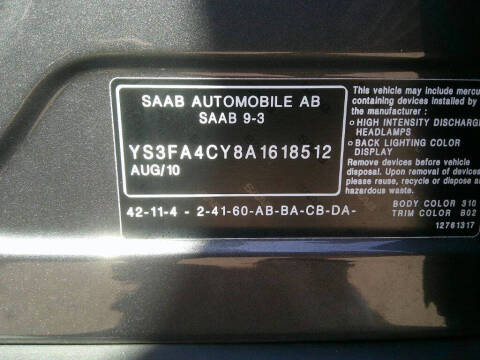 SAAB AUTOMOBILE AB
SAAB 9-3
YS3FA4CY8A1618512
AUG/10
42-11-4 - 2-41-60-AB-BA-CB-DA-
This vehicle may include mercu
containing devices installed by
the manufacturer :
HIGH INTENSITY DISCHARGE
HEADLAMPS
BACK LIGHTING COLOR
DISPLAY
Remove devices before vehicle
disposal. Upon removal of devices
please reuse, recycle and dispose as
hazardous waste.
BODY COLOR 310
TRIM COLOR B02
12781317